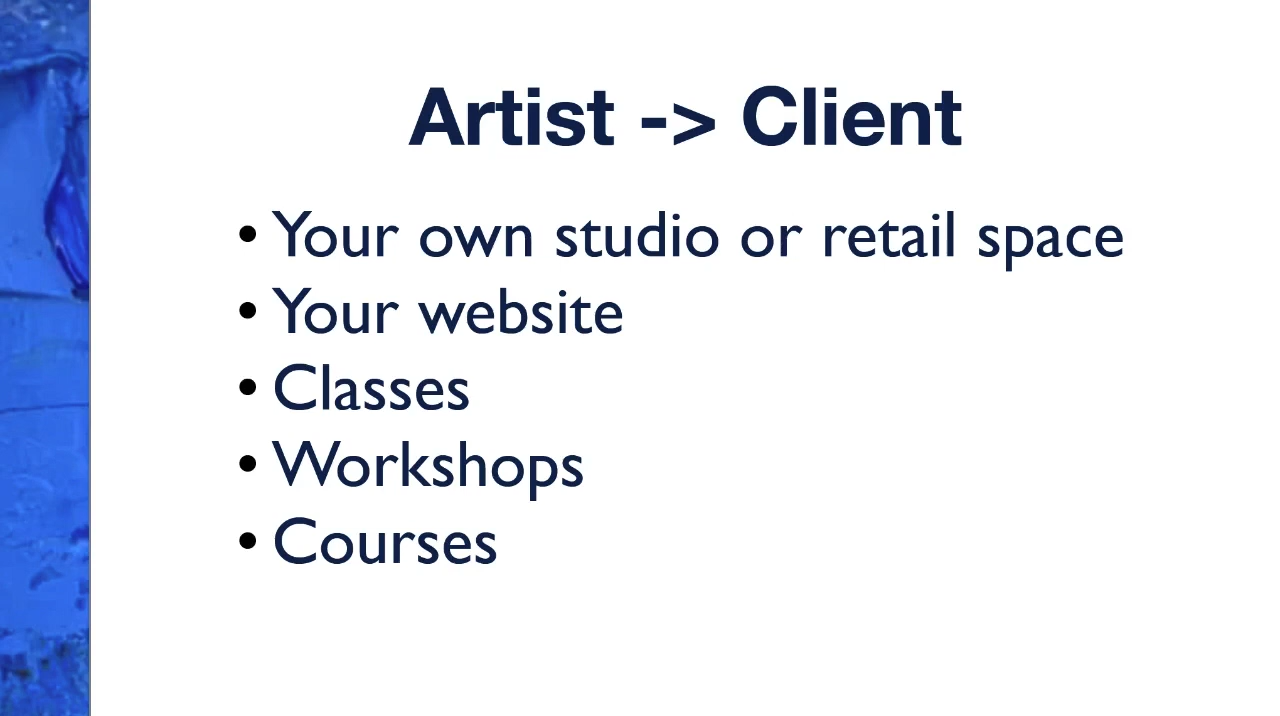 Artist -> Client
• Your own studio or retail space
• Your website
• Classes
• Workshops
• Courses